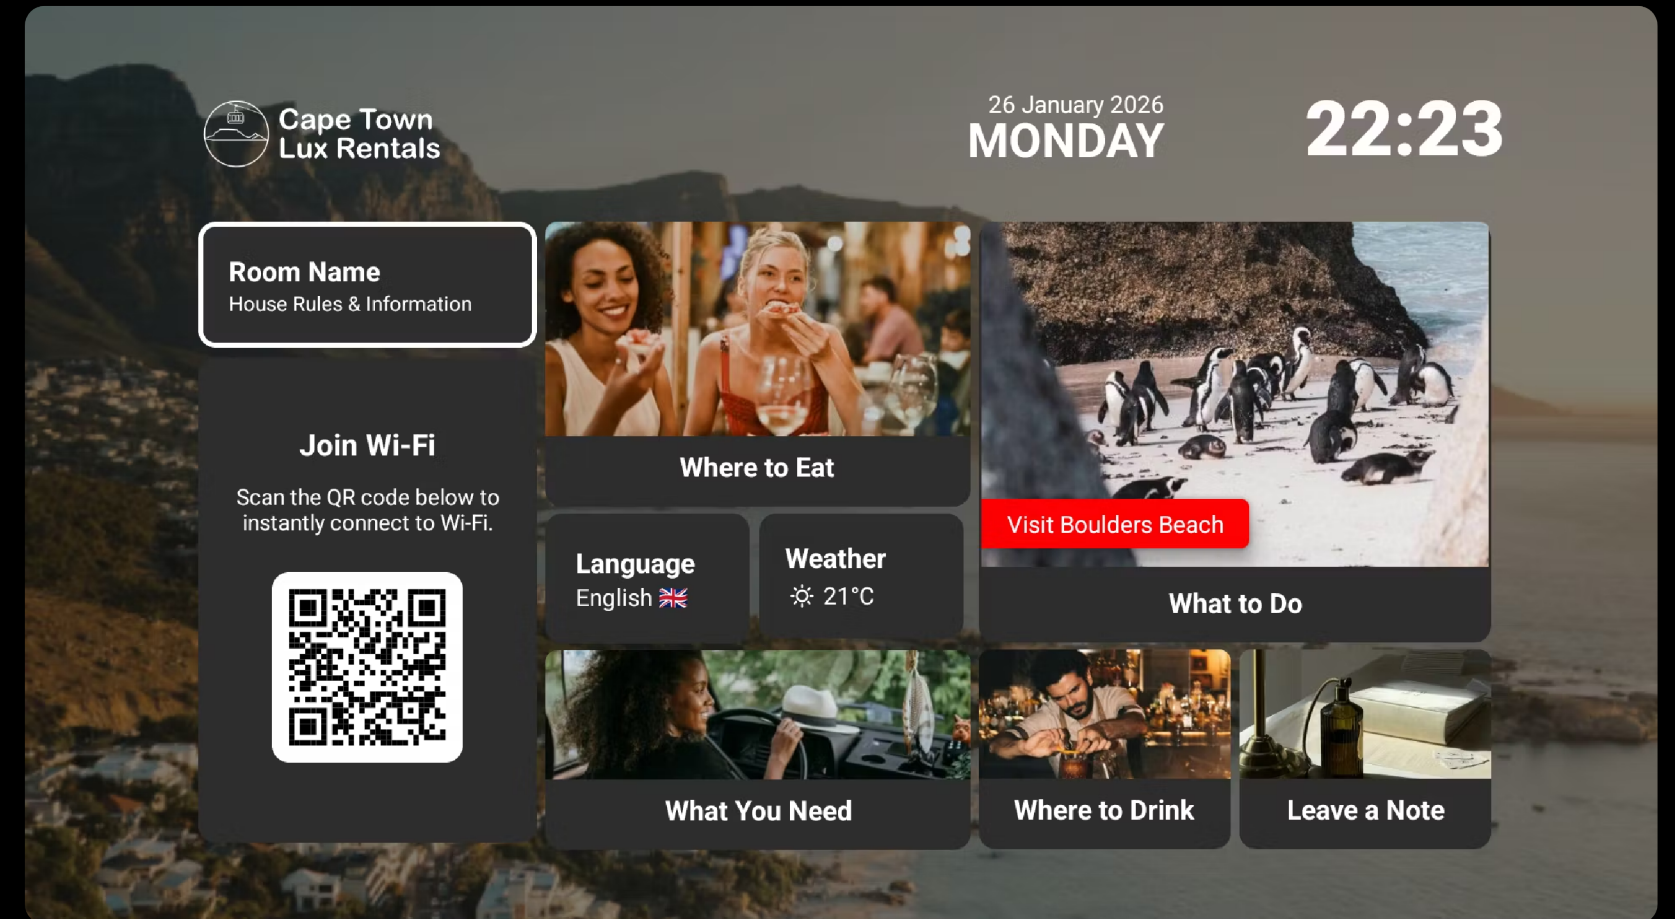 Cape Town
Lux Rentals
26 January 2026
MONDAY
22:23
Room Name
House Rules & Information
Join Wi-Fi
Scan the QR code below to
instantly connect to Wi-Fi.
Where to Eat
Language
English
Weather
21°C
Visit Boulders Beach
What to Do
What You Need
Where to Drink
Leave a Note